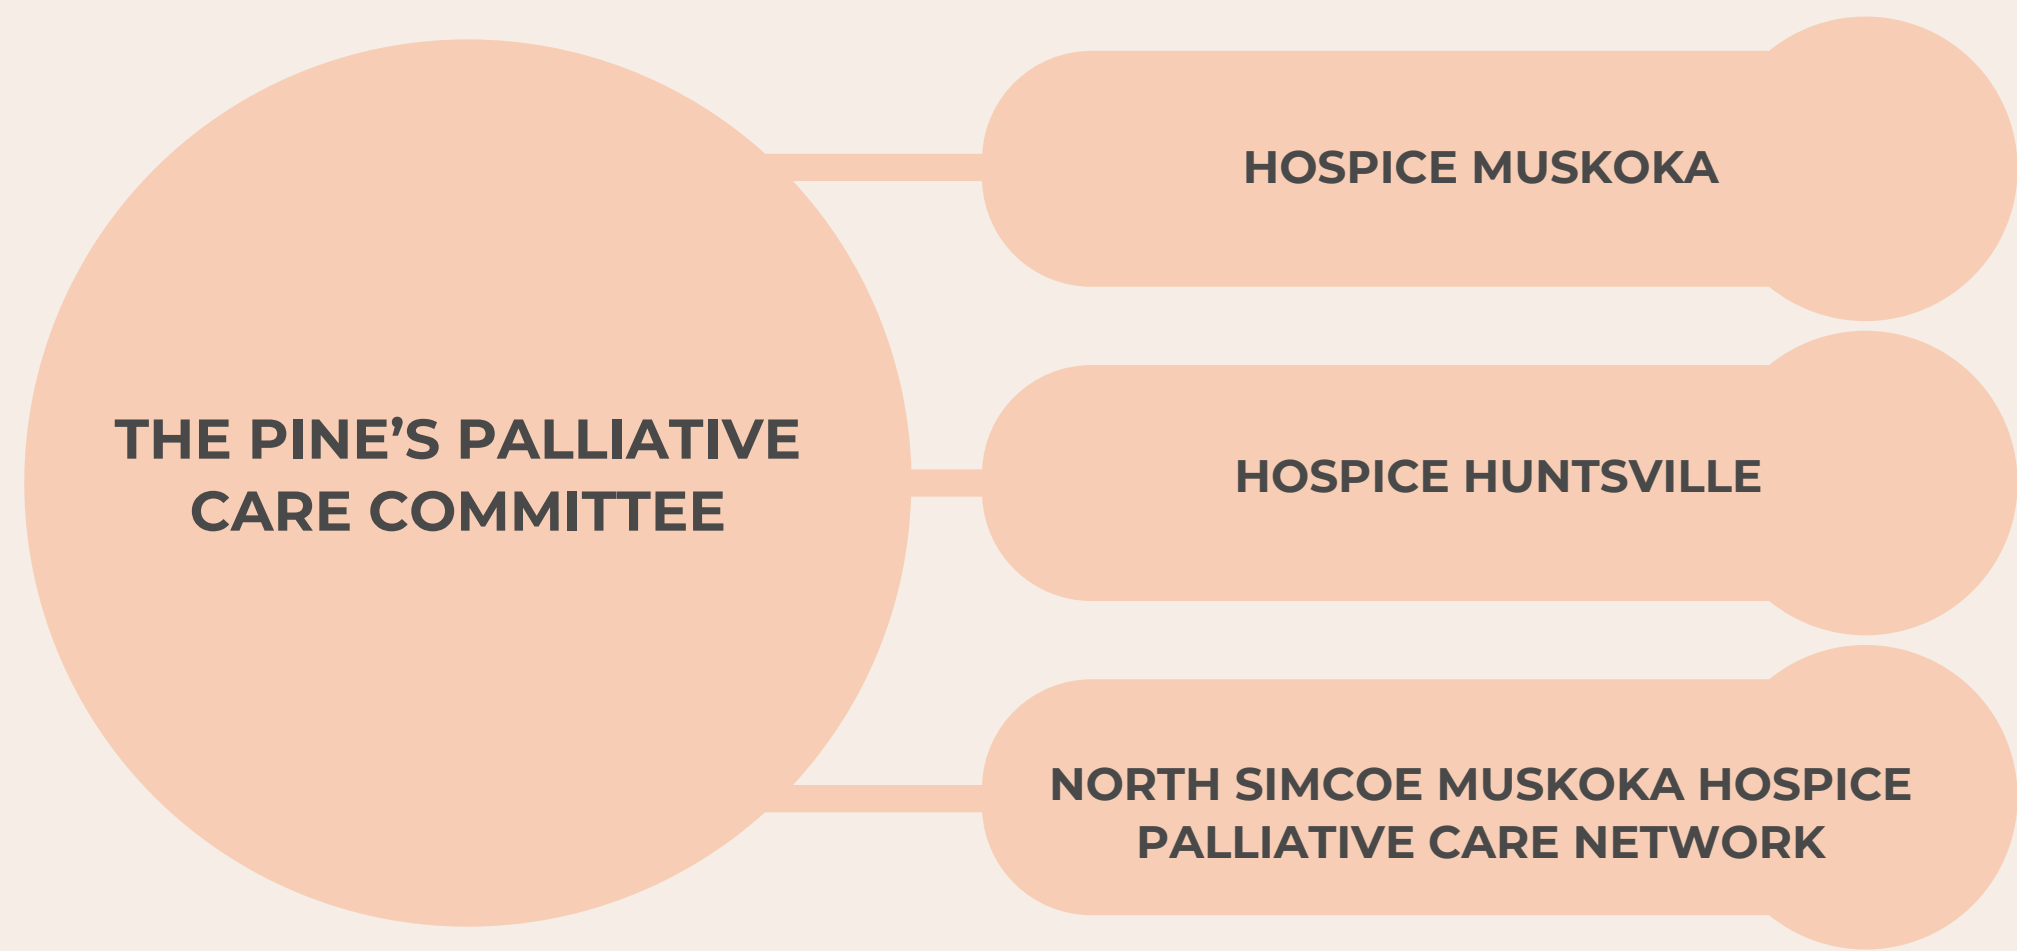 THE PINE’S PALLIATIVE
CARE COMMITTEE
HOSPICE MUSKOKA
HOSPICE HUNTSVILLE
NORTH SIMCOE MUSKOKA HOSPICE
PALLIATIVE CARE NETWORK